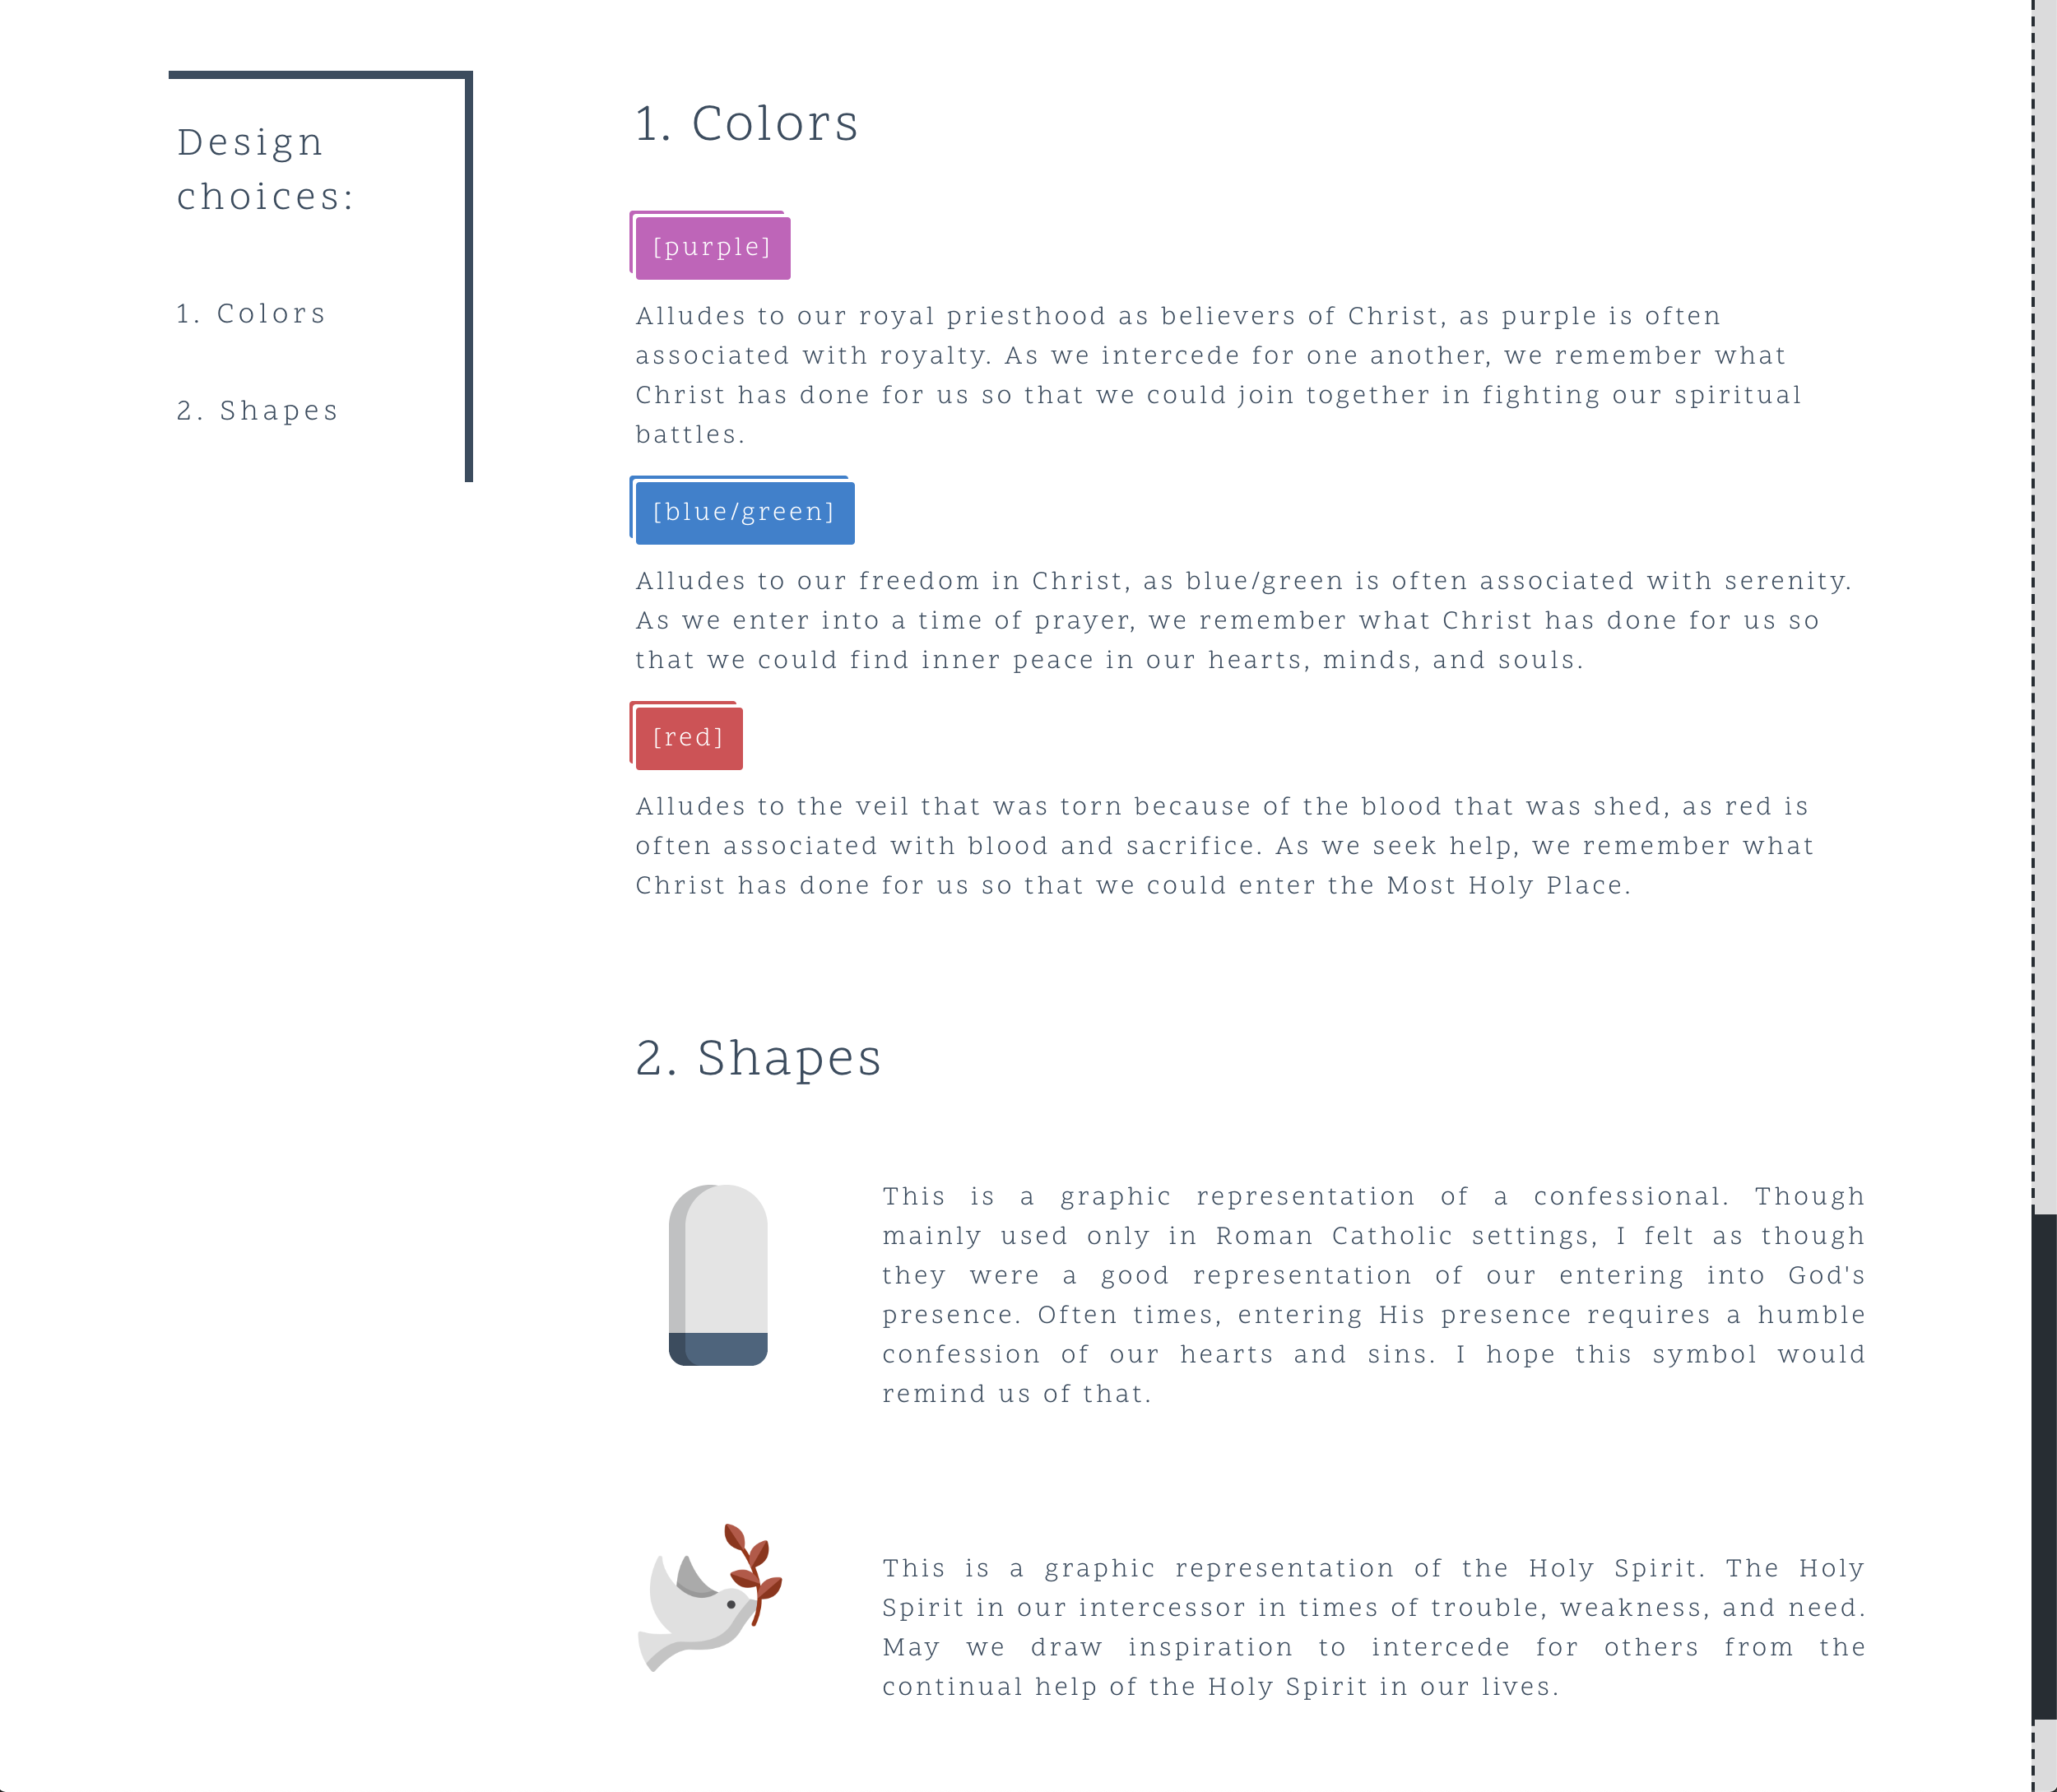 Design
choices:
1. Colors
2. Shapes
1. Colors
[purple]
Alludes to our royal priesthood as believers of Christ, as purple is often
associated with royalty. As we intercede for one another, we remember what
Christ has done for us so that we could join together in fighting our spiritual
battles.
[blue/green]
Alludes to our freedom in Christ, as blue/green is often associated with serenity.
As we enter into a time of prayer, we remember what Christ has done for us so
that we could find inner peace in our hearts, minds, and souls.
[red]
Alludes to the veil that was torn because of the blood that was shed, as red is
often associated with blood and sacrifice. As we seek help, we remember what
Christ has done for us so that we could enter the Most Holy Place.
2. Shapes
This is a graphic representation of a confessional. Though
mainly used only in Roman Catholic settings, I felt as though
they were a good representation of our entering into God's
presence. Often times, entering His presence requires a humble
confession of our hearts and sins. I hope this symbol would
remind us of that.
This is a graphic representation of the Holy Spirit. The Holy
Spirit in our intercessor in times of trouble, weakness, and need.
May we draw inspiration to intercede for others from the
continual help of the Holy Spirit in our lives.